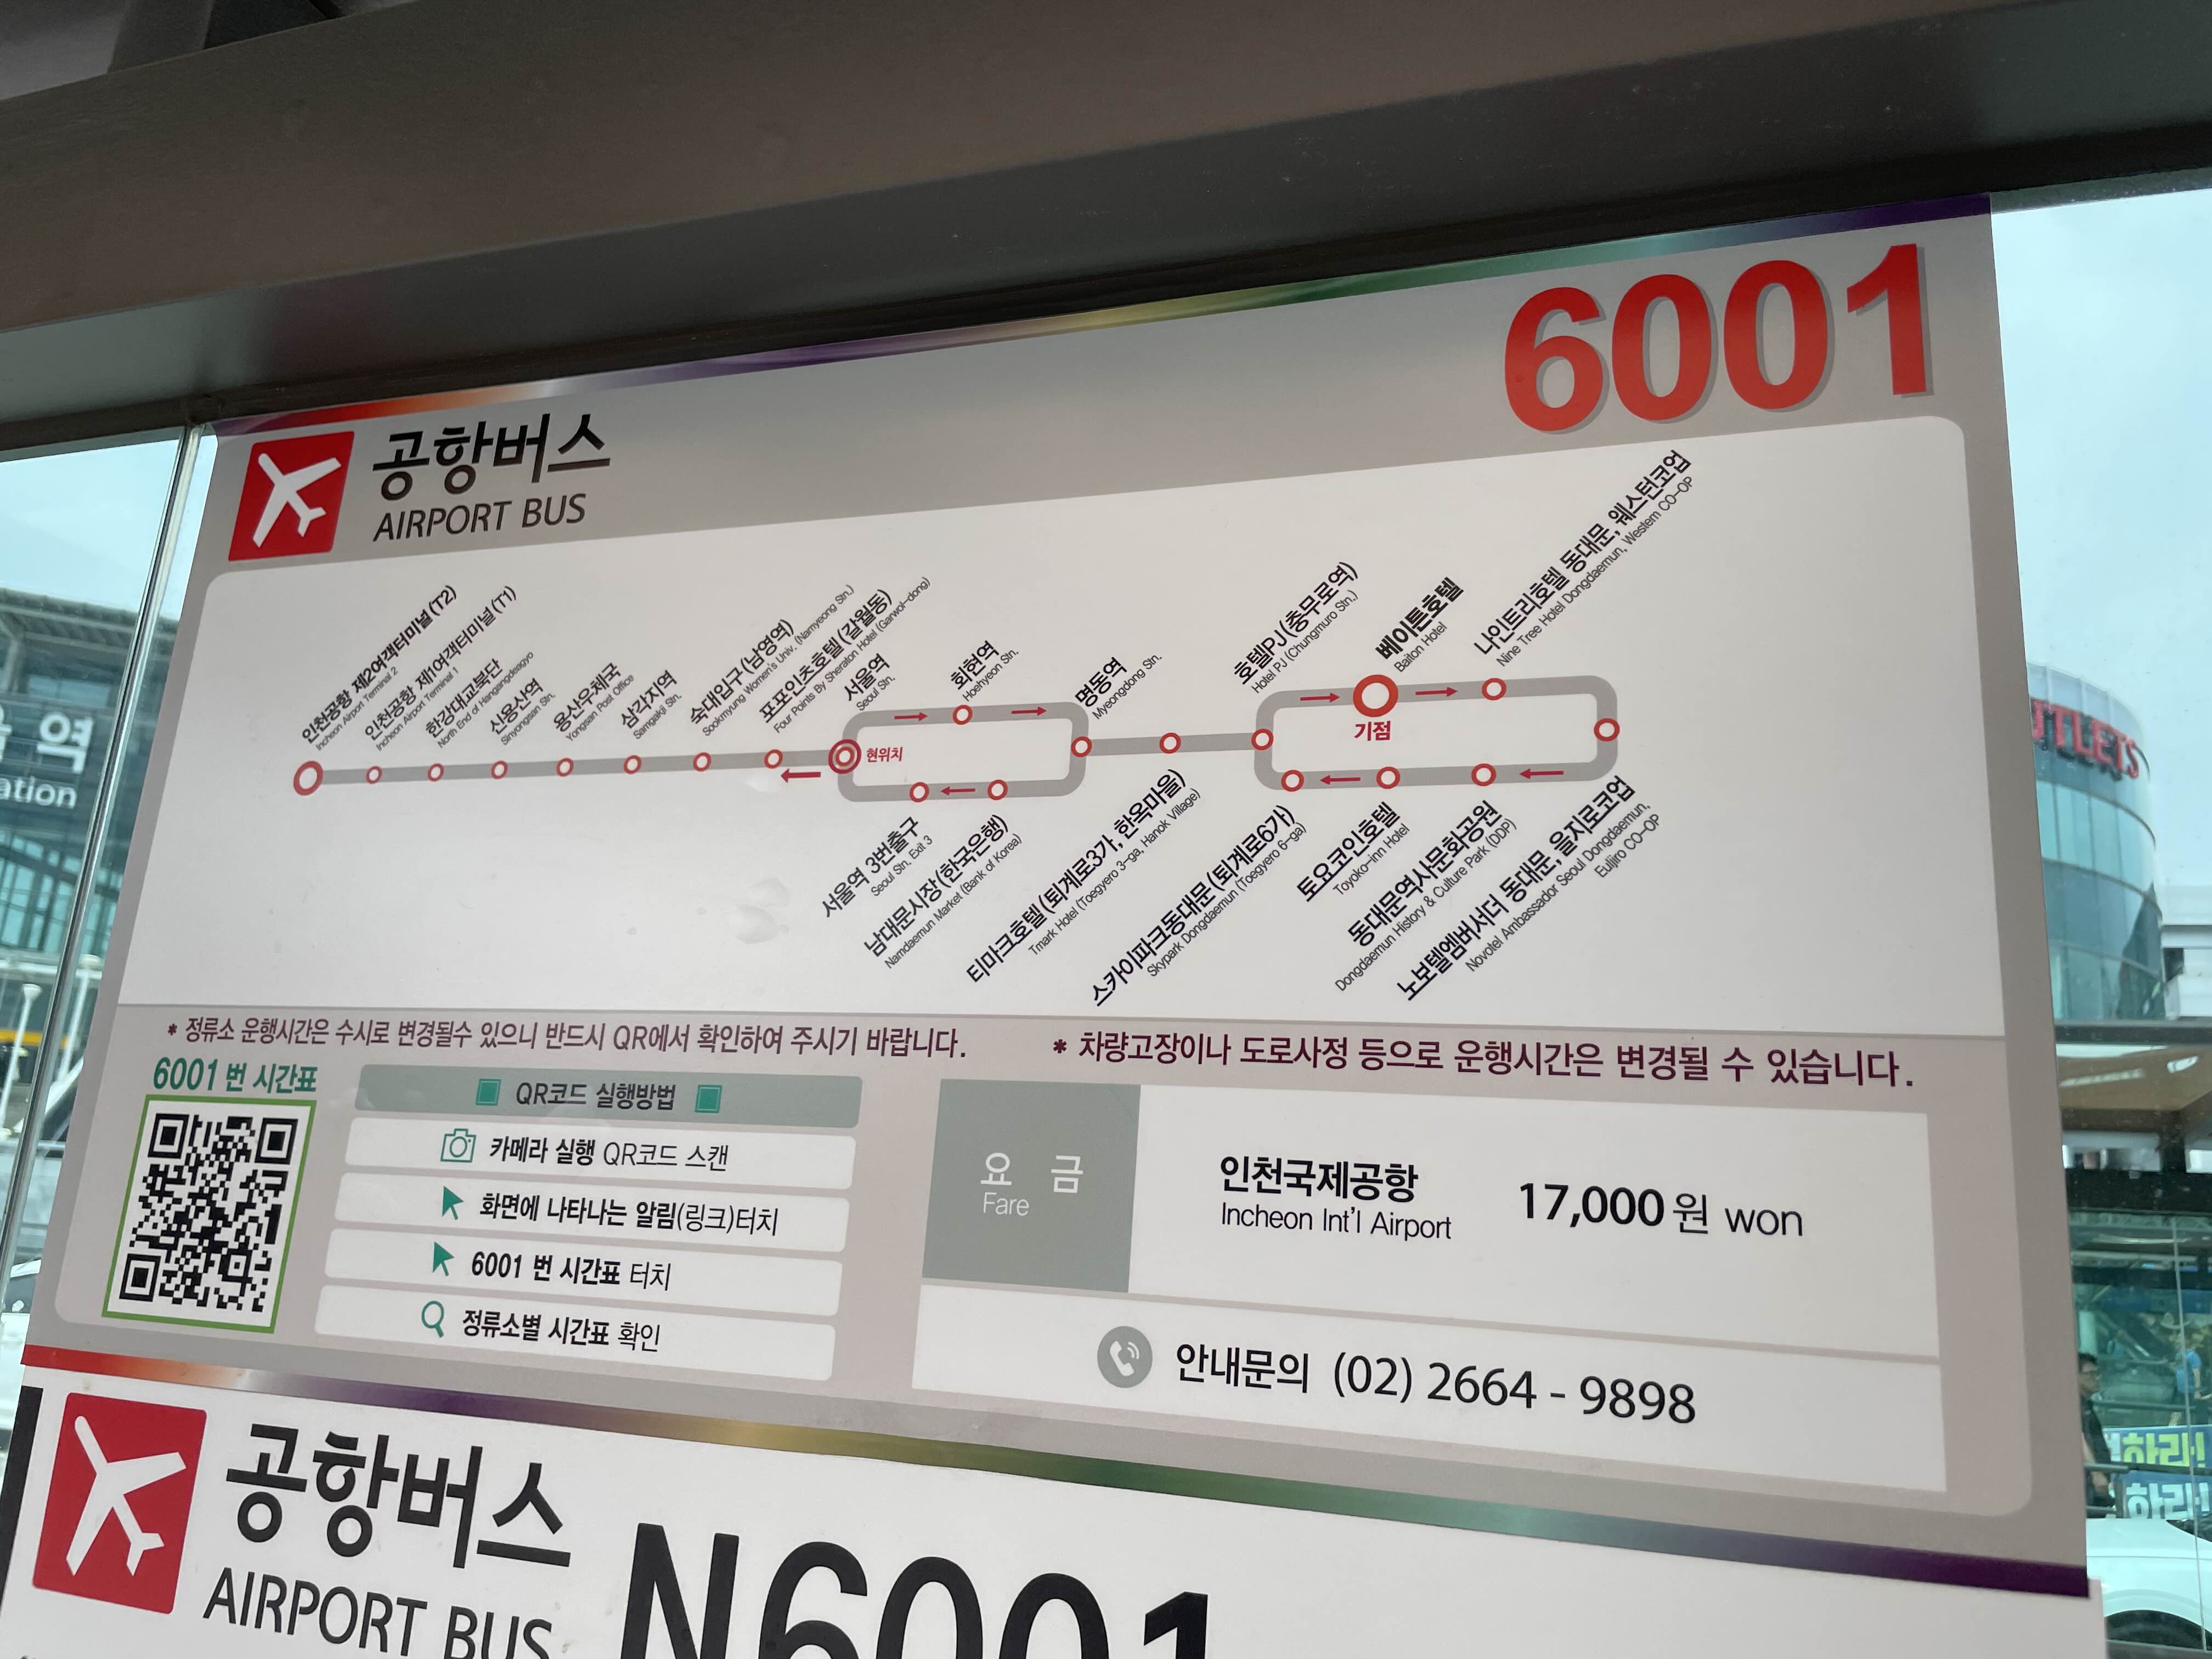 6001
공항버스
AIRPORT BUS
인천공항 제2여객터미널(T2)
Incheon Airport Terminal 2
인천공항 제1여객터미널(T1)
Incheon Airport Terminal 1
한강대교북단
North End of Hangangdaegyo
신용산역
Sinyongsan Stn.
용산우체국
Yongsan Post Office
삼각지역
Samgakji Stn.
숙대입구(남영역)
Sookmyung Women's Univ. (Namyeong Stn.)
포포인츠호텔(갈월동)
Four Points By Sheraton Hotel (Garwol-dong)
서울역
Seoul Stn.
회현역
Hoehyeon Stn.
명동역
Myeongdong Stn.
호텔PJ(충무로역)
Hotel PJ (Chungmuro Stn.)
베이튼호텔
Baiton Hotel
나인트리호텔 동대문, 웨스턴코업
Nine Tree Hotel Dongdaemun, Western CO-OP
현위치
기점
서울역 3번출구
Seoul Stn. Exit 3
남대문시장(한국은행)
Namdaemun Market (Bank of Korea)
티마크호텔(퇴계로3가, 한옥마을)
Tmark Hotel (Toegyero 3-ga, Hanok Village)
스카이파크동대문(퇴계로6가)
Skypark Dongdaemun (Toegyero 6-ga)
토요코인호텔
Toyoko-inn Hotel
동대문역사문화공원
Dongdaemun History & Culture Park (DDP)
노보텔엠버서더 동대문, 을지로코업
Novotel Ambassador Seoul Dongdaemun,
Euljiro CO-OP
* 정류소 운행시간은 수시로 변경될수 있으니 반드시 QR에서 확인하여 주시기 바랍니다.
* 차량고장이나 도로사정 등으로 운행시간은 변경될 수 있습니다.
6001 번 시간표
QR코드 실행방법
카메라 실행 QR코드 스캔
화면에 나타나는 알림(링크)터치
6001 번 시간표 터치
정류소별 시간표 확인
요 금
Fare
인천국제공항
Incheon Int'l Airport
17,000원 won
안내문의 (02) 2664 - 9898
공항버스
AIRPORT BUS
N6001
역
ation
UTLETS
하라!
하라!